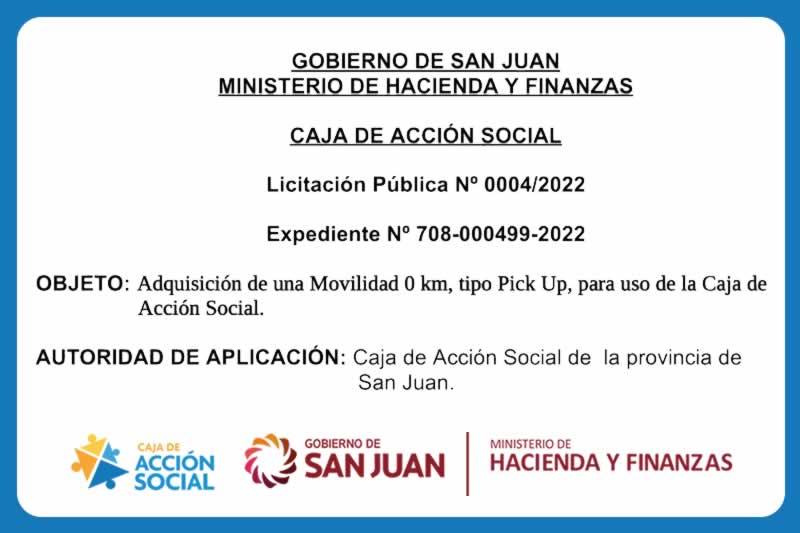 GOBIERNO DE SAN JUAN
MINISTERIO DE HACIENDA Y FINANZAS
CAJA DE ACCIÓN SOCIAL
Licitación Pública Nº 0004/2022
Expediente Nº 708-000499-2022
OBJETO: Adquisición de una Movilidad 0 km, tipo Pick Up, para uso de la Caja de
Acción Social.
AUTORIDAD DE APLICACIÓN: Caja de Acción Social de la provincia de
San Juan.
CAJA DE
ACCIÓN
SOCIAL
GOBIERNO DE
SAN JUAN
MINISTERIO DE
HACIENDA Y FINANZAS